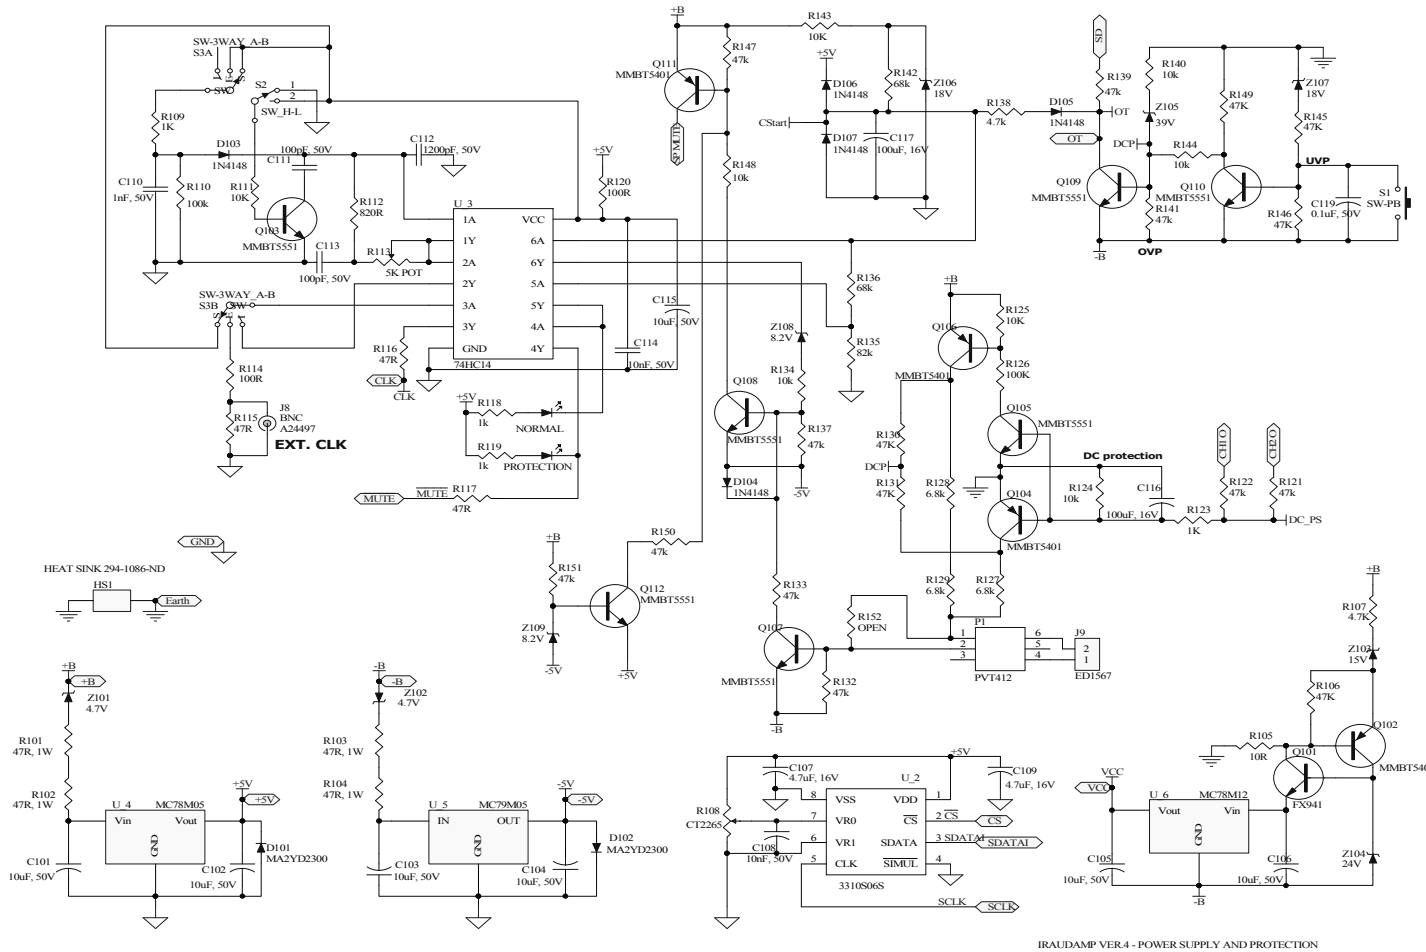 SW-3WAY_A-B
S3A
SW
S2
1
2
SW_H-L
R109
1K
D103
1N4148
C110
1nF, 50V
R110
100k
R111
10K
C111
100pF, 50V
Q103
MMBT5551
C112
1200pF, 50V
R112
820R
C113
100pF, 50V
R113
5K POT
+5V
R120
100R
U_3
1A
1Y
2A
2Y
3A
3Y
GND
VCC
6A
6Y
5A
5Y
4A
4Y
74HC14
SW-3WAY_A-B
S3B
SW
R114
100R
R115
47R
J8
BNC
A24497
EXT. CLK
R116
47R
CLK
CLK
C115
10uF, 50V
C114
10nF, 50V
+5V
R118
1k
NORMAL
R119
1k
PROTECTION
MUTE
MUTE
R117
47R
+B
Q111
MMBT5401
SP MUTE
R147
47k
R148
10k
R143
10K
+5V
D106
1N4148
CStart
D107
1N4148
R142
68k
C117
100uF, 16V
Z106
18V
R138
4.7k
D105
1N4148
SD
R139
47k
OT
OT
Q109
MMBT5551
-B
R140
10k
Z105
39V
DCP
R144
10k
R141
47k
OVP
R149
47K
Q110
MMBT5551
Z107
18V
R145
47K
UVP
R146
47K
C119
0.1uF, 50V
S1
SW-PB
R136
68k
R135
82k
Z108
8.2V
R134
10k
R137
47k
-5V
Q108
MMBT5551
D104
1N4148
+B
R125
10K
Q106
MMBT5401
R126
100K
Q105
MMBT5551
R130
47K
DCP
R131
47K
R128
6.8k
Q104
MMBT5401
DC protection
R124
10k
C116
100uF, 16V
R123
1K
CH1 O
CH2 O
R122
47k
R121
47k
DC_PS
R129
6.8k
R127
6.8k
P1
1
2
3
6
5
4
PVT412
J9
2
1
ED1567
R152
OPEN
R133
47k
Q107
MMBT5551
R132
47k
-B
R150
47k
+B
R151
47k
Z109
8.2V
-5V
Q112
MMBT5551
+5V
GND
HEAT SINK 294-1086-ND
HS1
Earth
+B
+B
Z101
4.7V
R101
47R, 1W
R102
47R, 1W
U_4
MC78M05
Vin
Vout
GND
+5V
+5V
D101
MA2YD2300
C101
10uF, 50V
C102
10uF, 50V
-B
-B
Z102
4.7V
R103
47R, 1W
R104
47R, 1W
U_5
MC79M05
IN
OUT
GND
-5V
-5V
D102
MA2YD2300
C103
10uF, 50V
C104
10uF, 50V
+5V
C107
4.7uF, 16V
C109
4.7uF, 16V
R108
CT2265
C108
10nF, 50V
U_2
8
7
6
5
VSS
VR0
VR1
CLK
VDD
CS
SDATA
SIMUL
1
2 CS
3 SDATAI
4
CS
SDATAI
3310S06S
SCLK
SCLK
+B
R107
4.7K
Z103
15V
R106
47K
Q102
MMBT540
R105
10R
Q101
FX941
VCC
VCC
U_6
MC78M12
Vout
Vin
GND
C105
10uF, 50V
C106
10uF, 50V
Z104
24V
-B
IRAUDAMP VER.4 - POWER SUPPLY AND PROTECTION